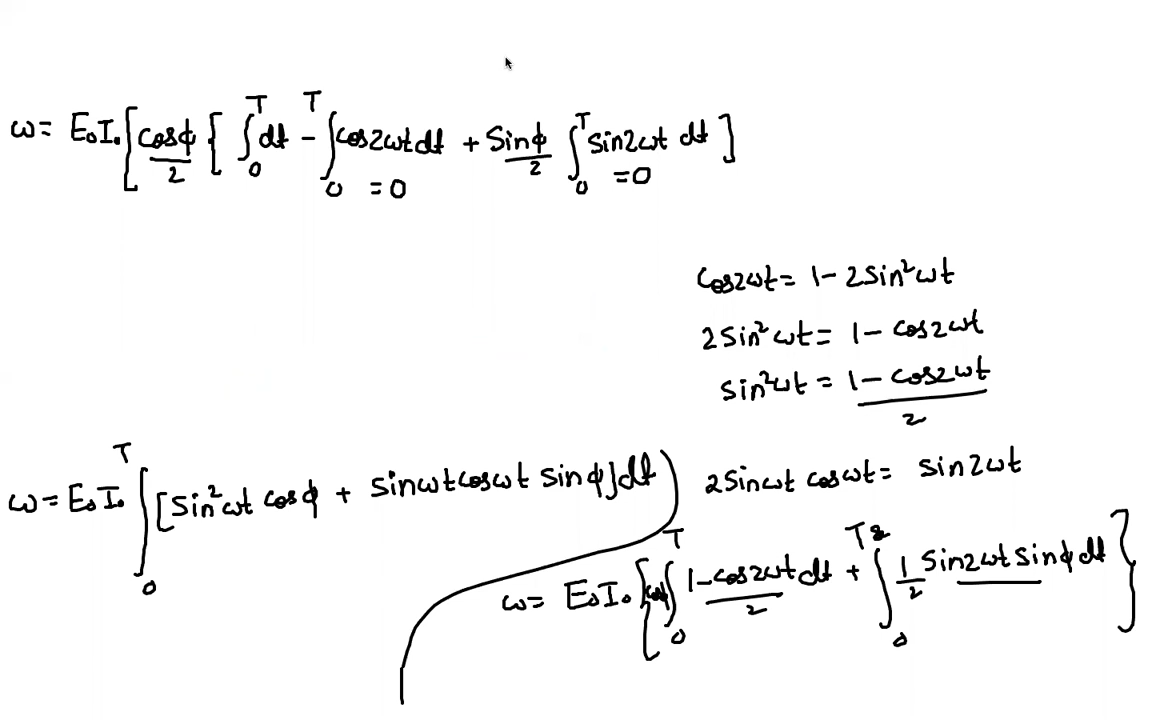 ω = E₀I₀ [ cosφ/2 { ∫₀ᵀ dt - ∫₀ᵀ cos2ωt dt + Sinφ/2 ∫₀ᵀ sin2ωt dt ]
= 0 = 0
cos2ωt = 1 - 2Sin²ωt
2Sin²ωt = 1 - cos2ωt
sin²ωt = 1 - cos2ωt / 2
ω = E₀I₀ ∫₀ᵀ [sin²ωt cosφ + sinωt cosωt sinφ] dt
2Sinωt cosωt = sin2ωt
ω = E₀I₀ [ cosφ ∫₀ᵀ 1 - cos2ωt / 2 dt + ∫₀ᵀ 1/2 sin2ωt sinφ dt }